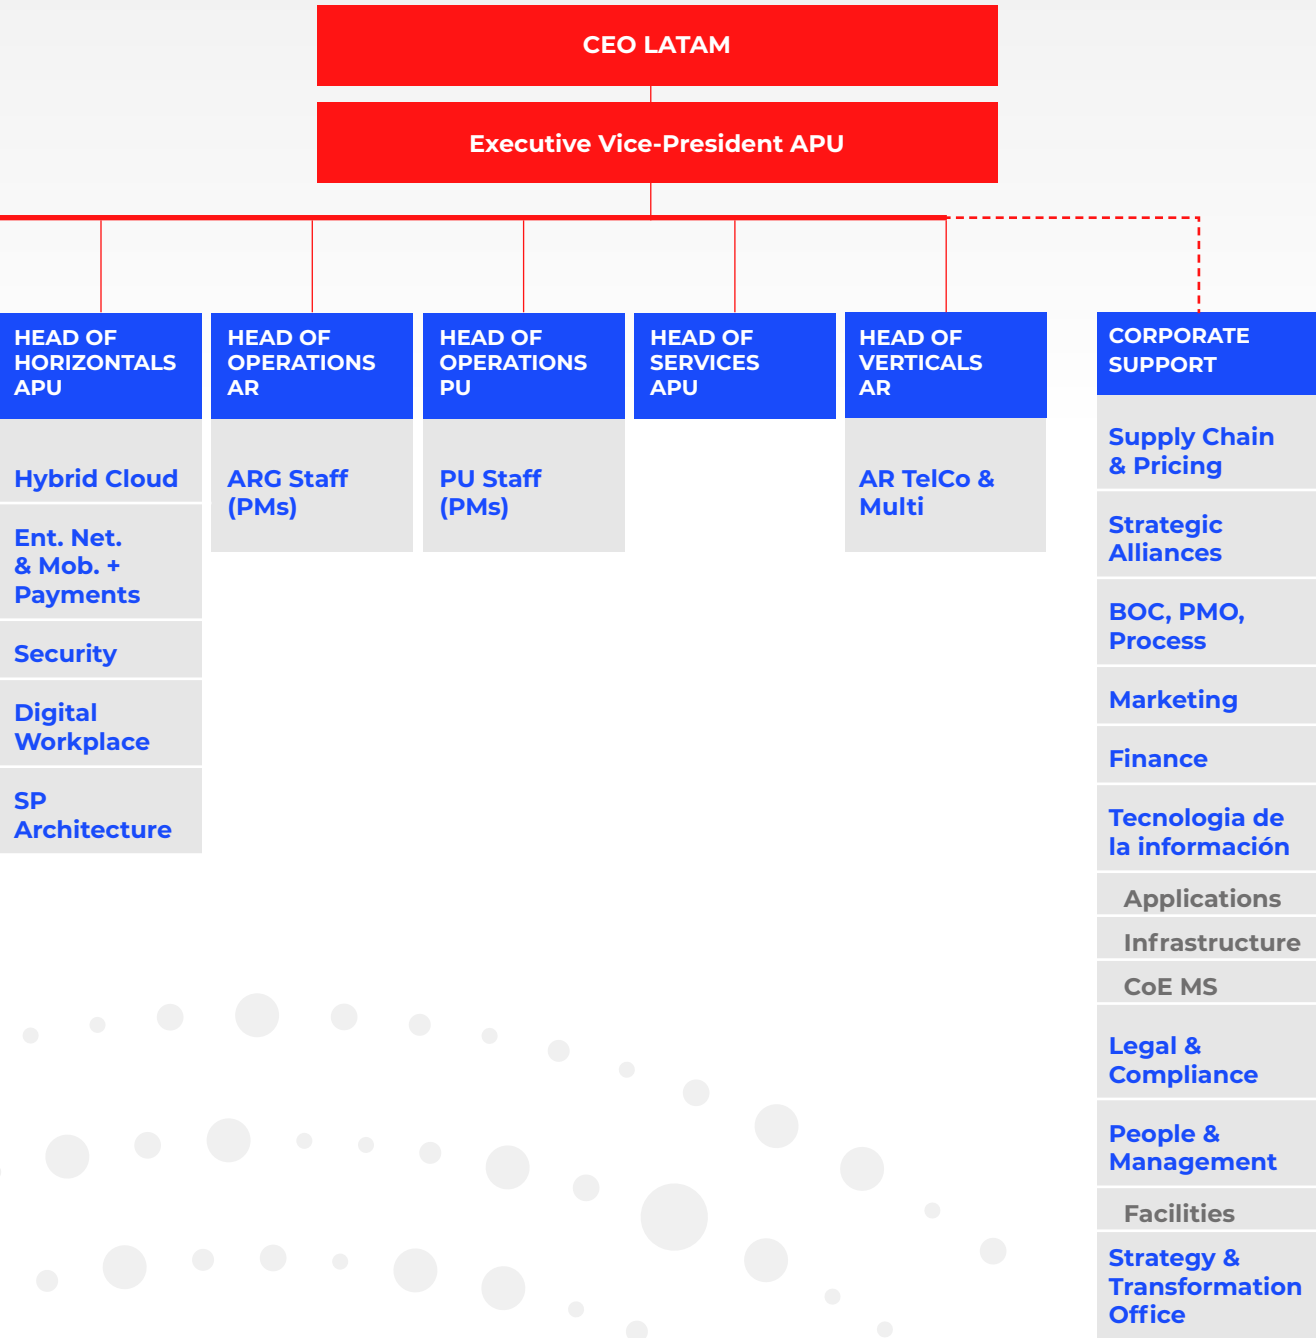 CEO LATAM
Executive Vice-President APU
HEAD OF
HORIZONTALS
APU
Hybrid Cloud
Ent. Net.
& Mob. +
Payments
Security
Digital
Workplace
SP
Architecture
HEAD OF
OPERATIONS
AR
ARG Staff
(PMs)
HEAD OF
OPERATIONS
PU
PU Staff
(PMs)
HEAD OF
SERVICES
APU
HEAD OF
VERTICALS
AR
AR TelCo &
Multi
CORPORATE
SUPPORT
Supply Chain
& Pricing
Strategic
Alliances
BOC, PMO,
Process
Marketing
Finance
Tecnologia de
la información
Applications
Infrastructure
CoE MS
Legal &
Compliance
People &
Management
Facilities
Strategy &
Transformation
Office